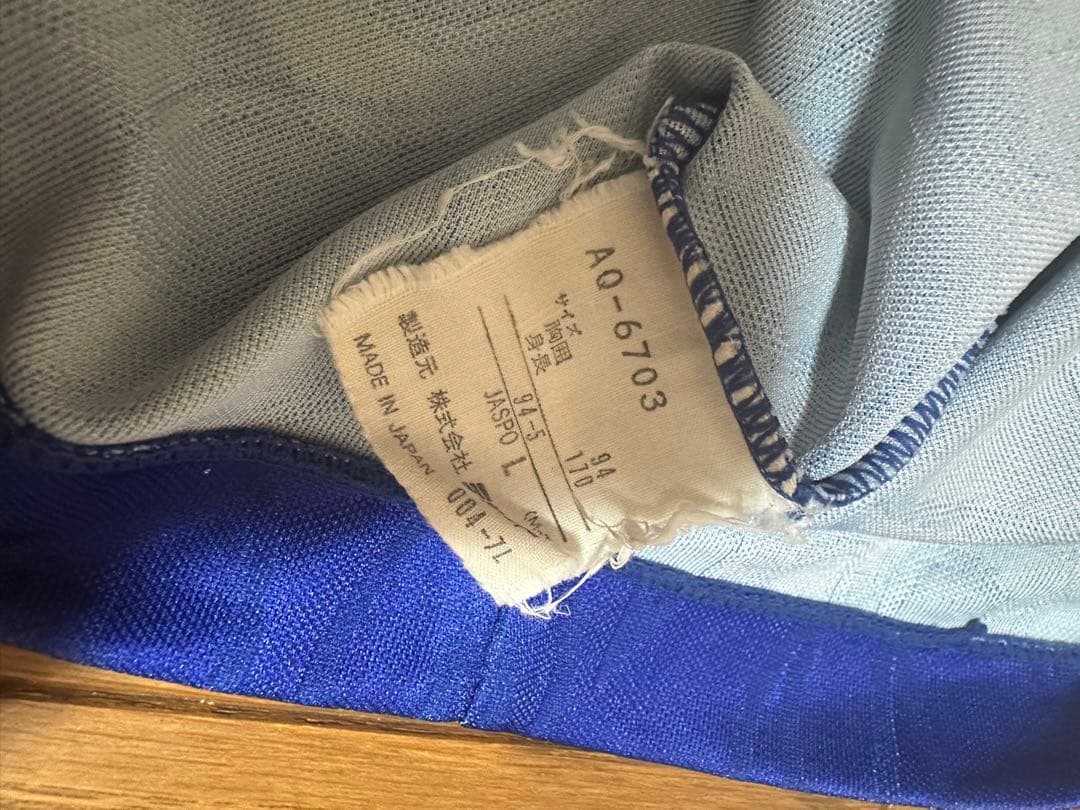 AQ-6703
サイズ
胸囲 94
身長 170
94-5
JASPO L
製造元 株式会社
004-7L
MADE IN JAPAN